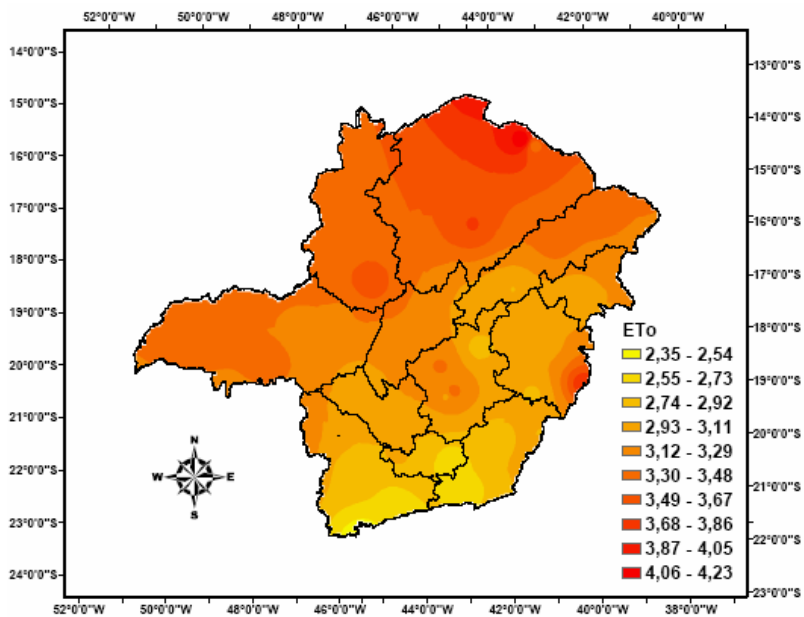 52°0'0"W 50°0'0"W 48°0'0"W 46°0'0"W 44°0'0"W 42°0'0"W 40°0'0"W
14°0'0"S
15°0'0"S
16°0'0"S
17°0'0"S
18°0'0"S
19°0'0"S
20°0'0"S
21°0'0"S
22°0'0"S
23°0'0"S
24°0'0"S
13°0'0"S
14°0'0"S
15°0'0"S
16°0'0"S
17°0'0"S
18°0'0"S
19°0'0"S
20°0'0"S
21°0'0"S
22°0'0"S
23°0'0"S
N
W E
S
ETo
2,35 - 2,54
2,55 - 2,73
2,74 - 2,92
2,93 - 3,11
3,12 - 3,29
3,30 - 3,48
3,49 - 3,67
3,68 - 3,86
3,87 - 4,05
4,06 - 4,23
52°0'0"W 50°0'0"W 48°0'0"W 46°0'0"W 44°0'0"W 42°0'0"W 40°0'0"W 38°0'0"W